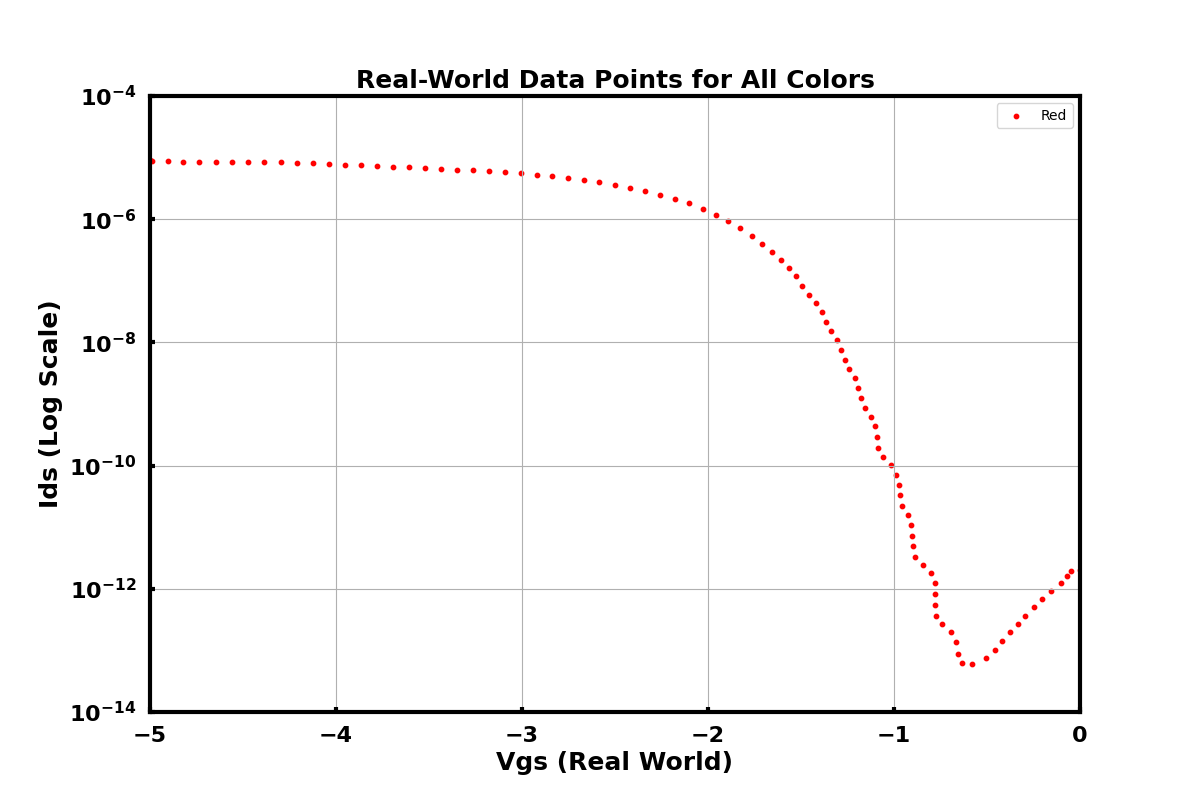 Real-World Data Points for All Colors
Red
Ids (Log Scale)
10⁻⁴
10⁻⁶
10⁻⁸
10⁻¹⁰
10⁻¹²
10⁻¹⁴
−5 −4 −3 −2 −1 0
Vgs (Real World)